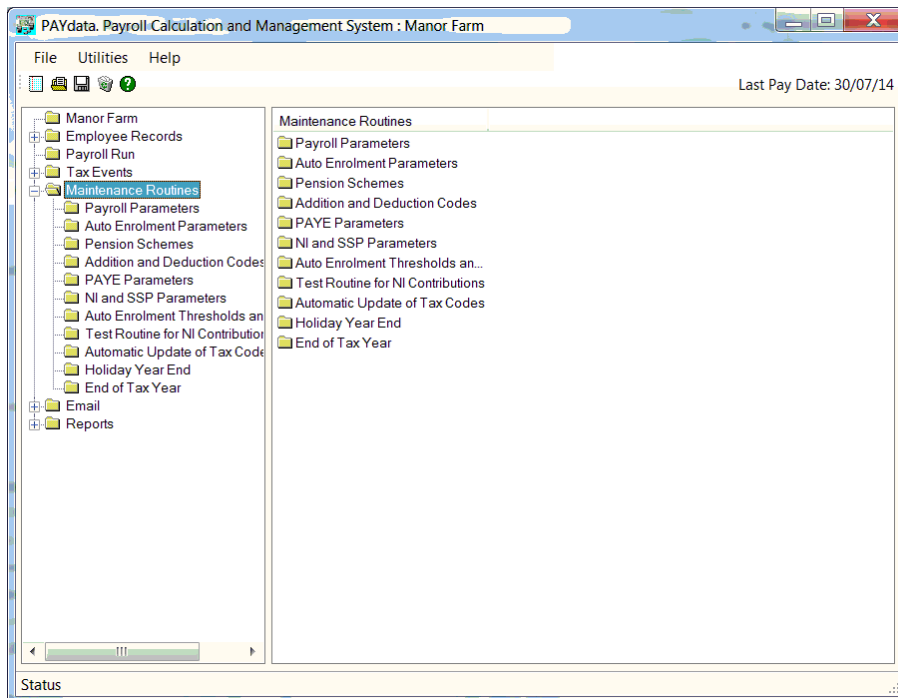 PAYdata. Payroll Calculation and Management System : Manor Farm
File Utilities Help
Last Pay Date: 30/07/14
Manor Farm
Employee Records
Payroll Run
Tax Events
Maintenance Routines
Payroll Parameters
Auto Enrolment Parameters
Pension Schemes
Addition and Deduction Codes
PAYE Parameters
NI and SSP Parameters
Auto Enrolment Thresholds an
Test Routine for NI Contribution
Automatic Update of Tax Code
Holiday Year End
End of Tax Year
Email
Reports
Maintenance Routines
Payroll Parameters
Auto Enrolment Parameters
Pension Schemes
Addition and Deduction Codes
PAYE Parameters
NI and SSP Parameters
Auto Enrolment Thresholds an...
Test Routine for NI Contributions
Automatic Update of Tax Codes
Holiday Year End
End of Tax Year
Status